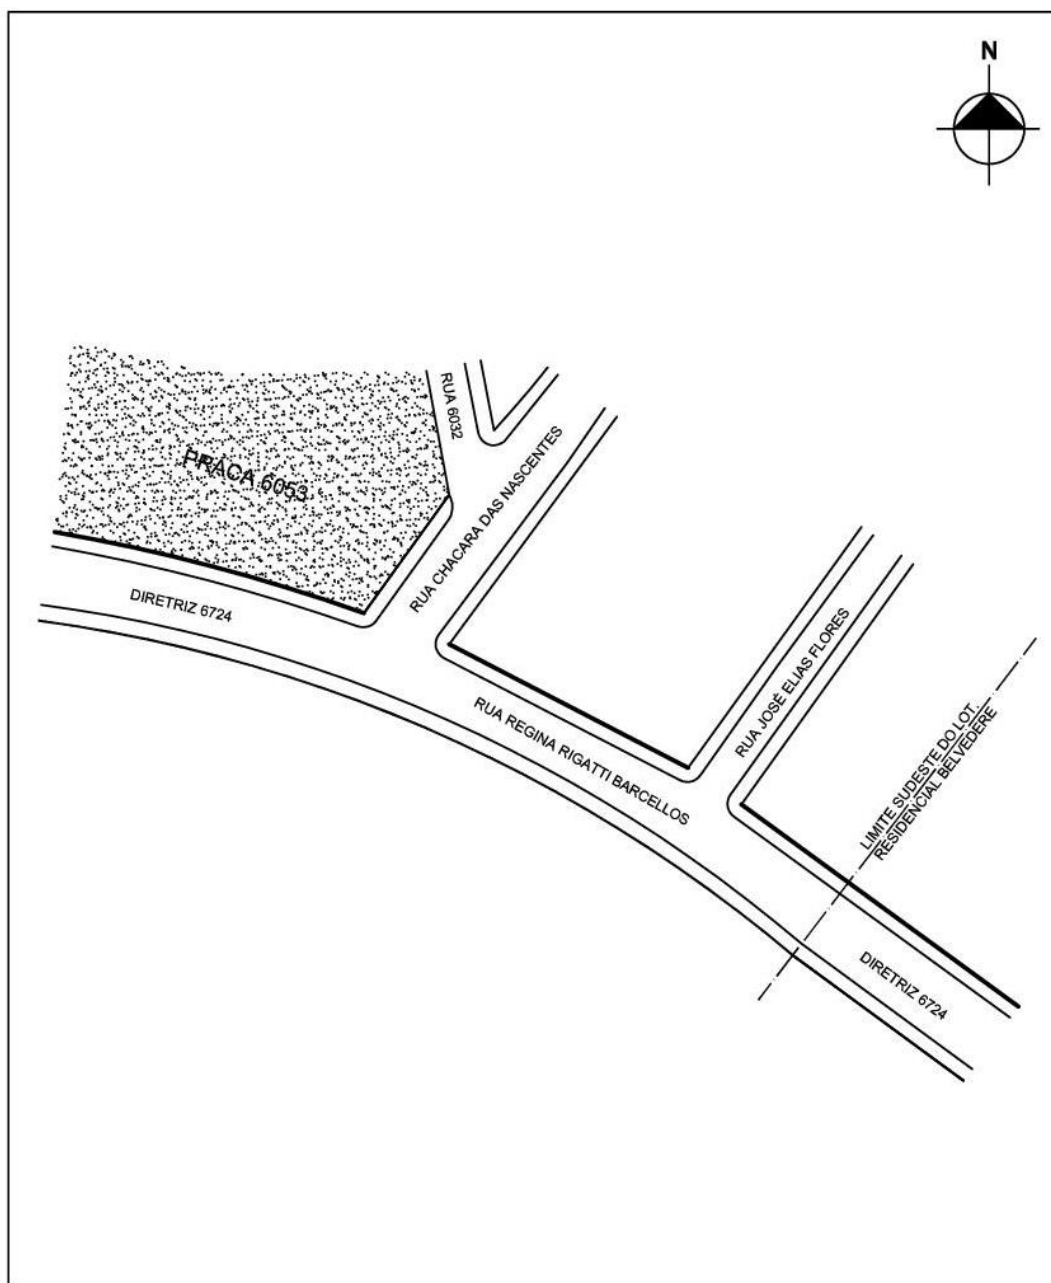 N
RUA 6032
PRAÇA 6053
RUA CHACARA DAS NASCENTES
DIRETRIZ 6724
RUA REGINA RIGATTI BARCELLOS
RUA JOSÉ ELIAS FLORES
LIMITE SUDESTE DO LOT.
RESIDENCIAL BELVEDERE
DIRETRIZ 6724